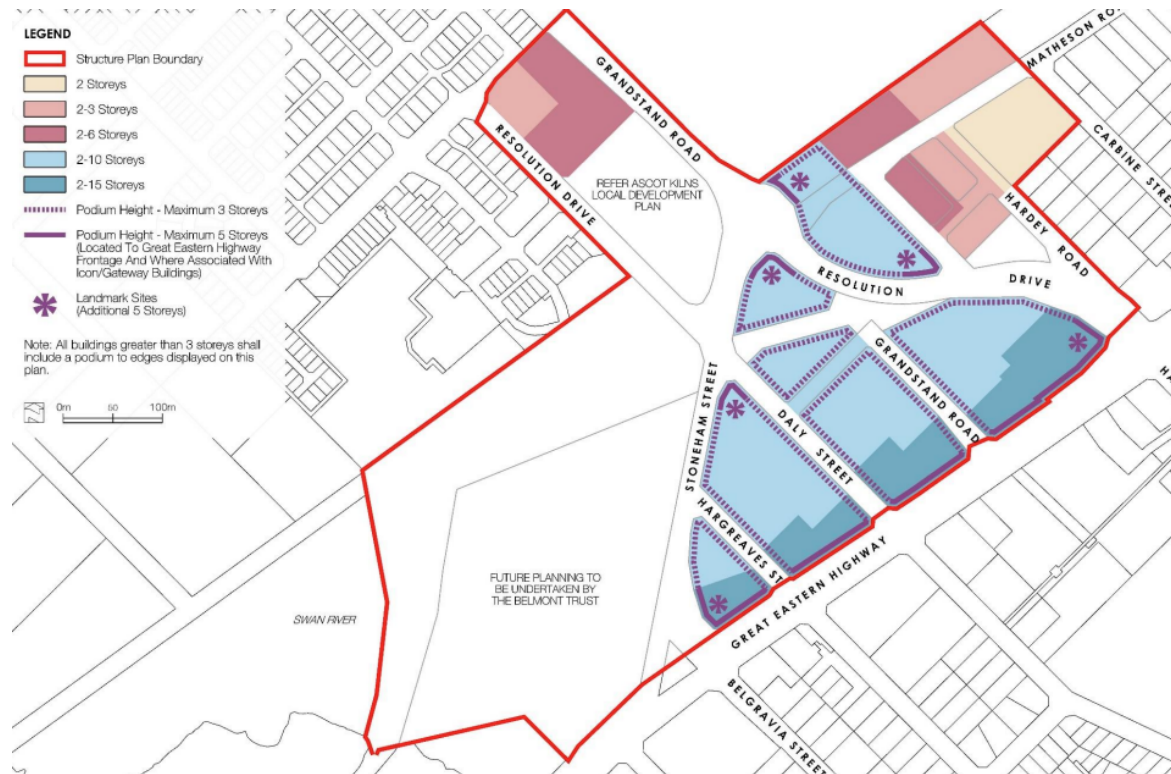 LEGEND
Structure Plan Boundary
2 Storeys
2-3 Storeys
2-6 Storeys
2-10 Storeys
2-15 Storeys
Podium Height - Maximum 3 Storeys
Podium Height - Maximum 5 Storeys
(Located To Great Eastern Highway
Frontage And Where Associated With
Icon/Gateway Buildings)
Landmark Sites
(Additional 5 Storeys)
Note: All buildings greater than 3 storeys shall
include a podium to edges displayed on this
plan.
0m 50 100m
GRANDSTAND ROAD
RESOLUTION DRIVE
REFER ASCOT KILNS
LOCAL DEVELOPMENT
PLAN
MATHESON RO
CARBINE STREE
HARDEY ROAD
RESOLUTION DRIVE
GRANDSTAND ROAD
STONEHAM STREET
DALY STREET
HARGREAVES ST
GREAT EASTERN HIGHWAY
HA
FUTURE PLANNING TO
BE UNDERTAKEN BY
THE BELMONT TRUST
SWAN RIVER
BELGRAVIA STREET